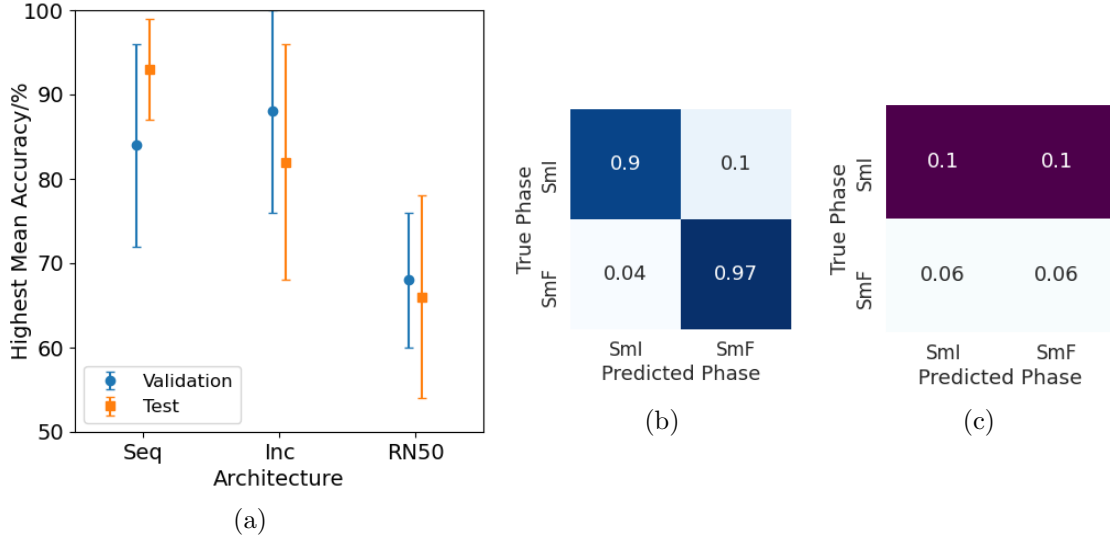 100
90
80
70
60
50
Highest Mean Accuracy/%
Validation
Test
Seq Inc RN50
Architecture
(a)
True Phase
SmI
SmF
0.9 0.1
0.04 0.97
SmI SmF
Predicted Phase
(b)
True Phase
SmI
SmF
0.1 0.1
0.06 0.06
SmI SmF
Predicted Phase
(c)